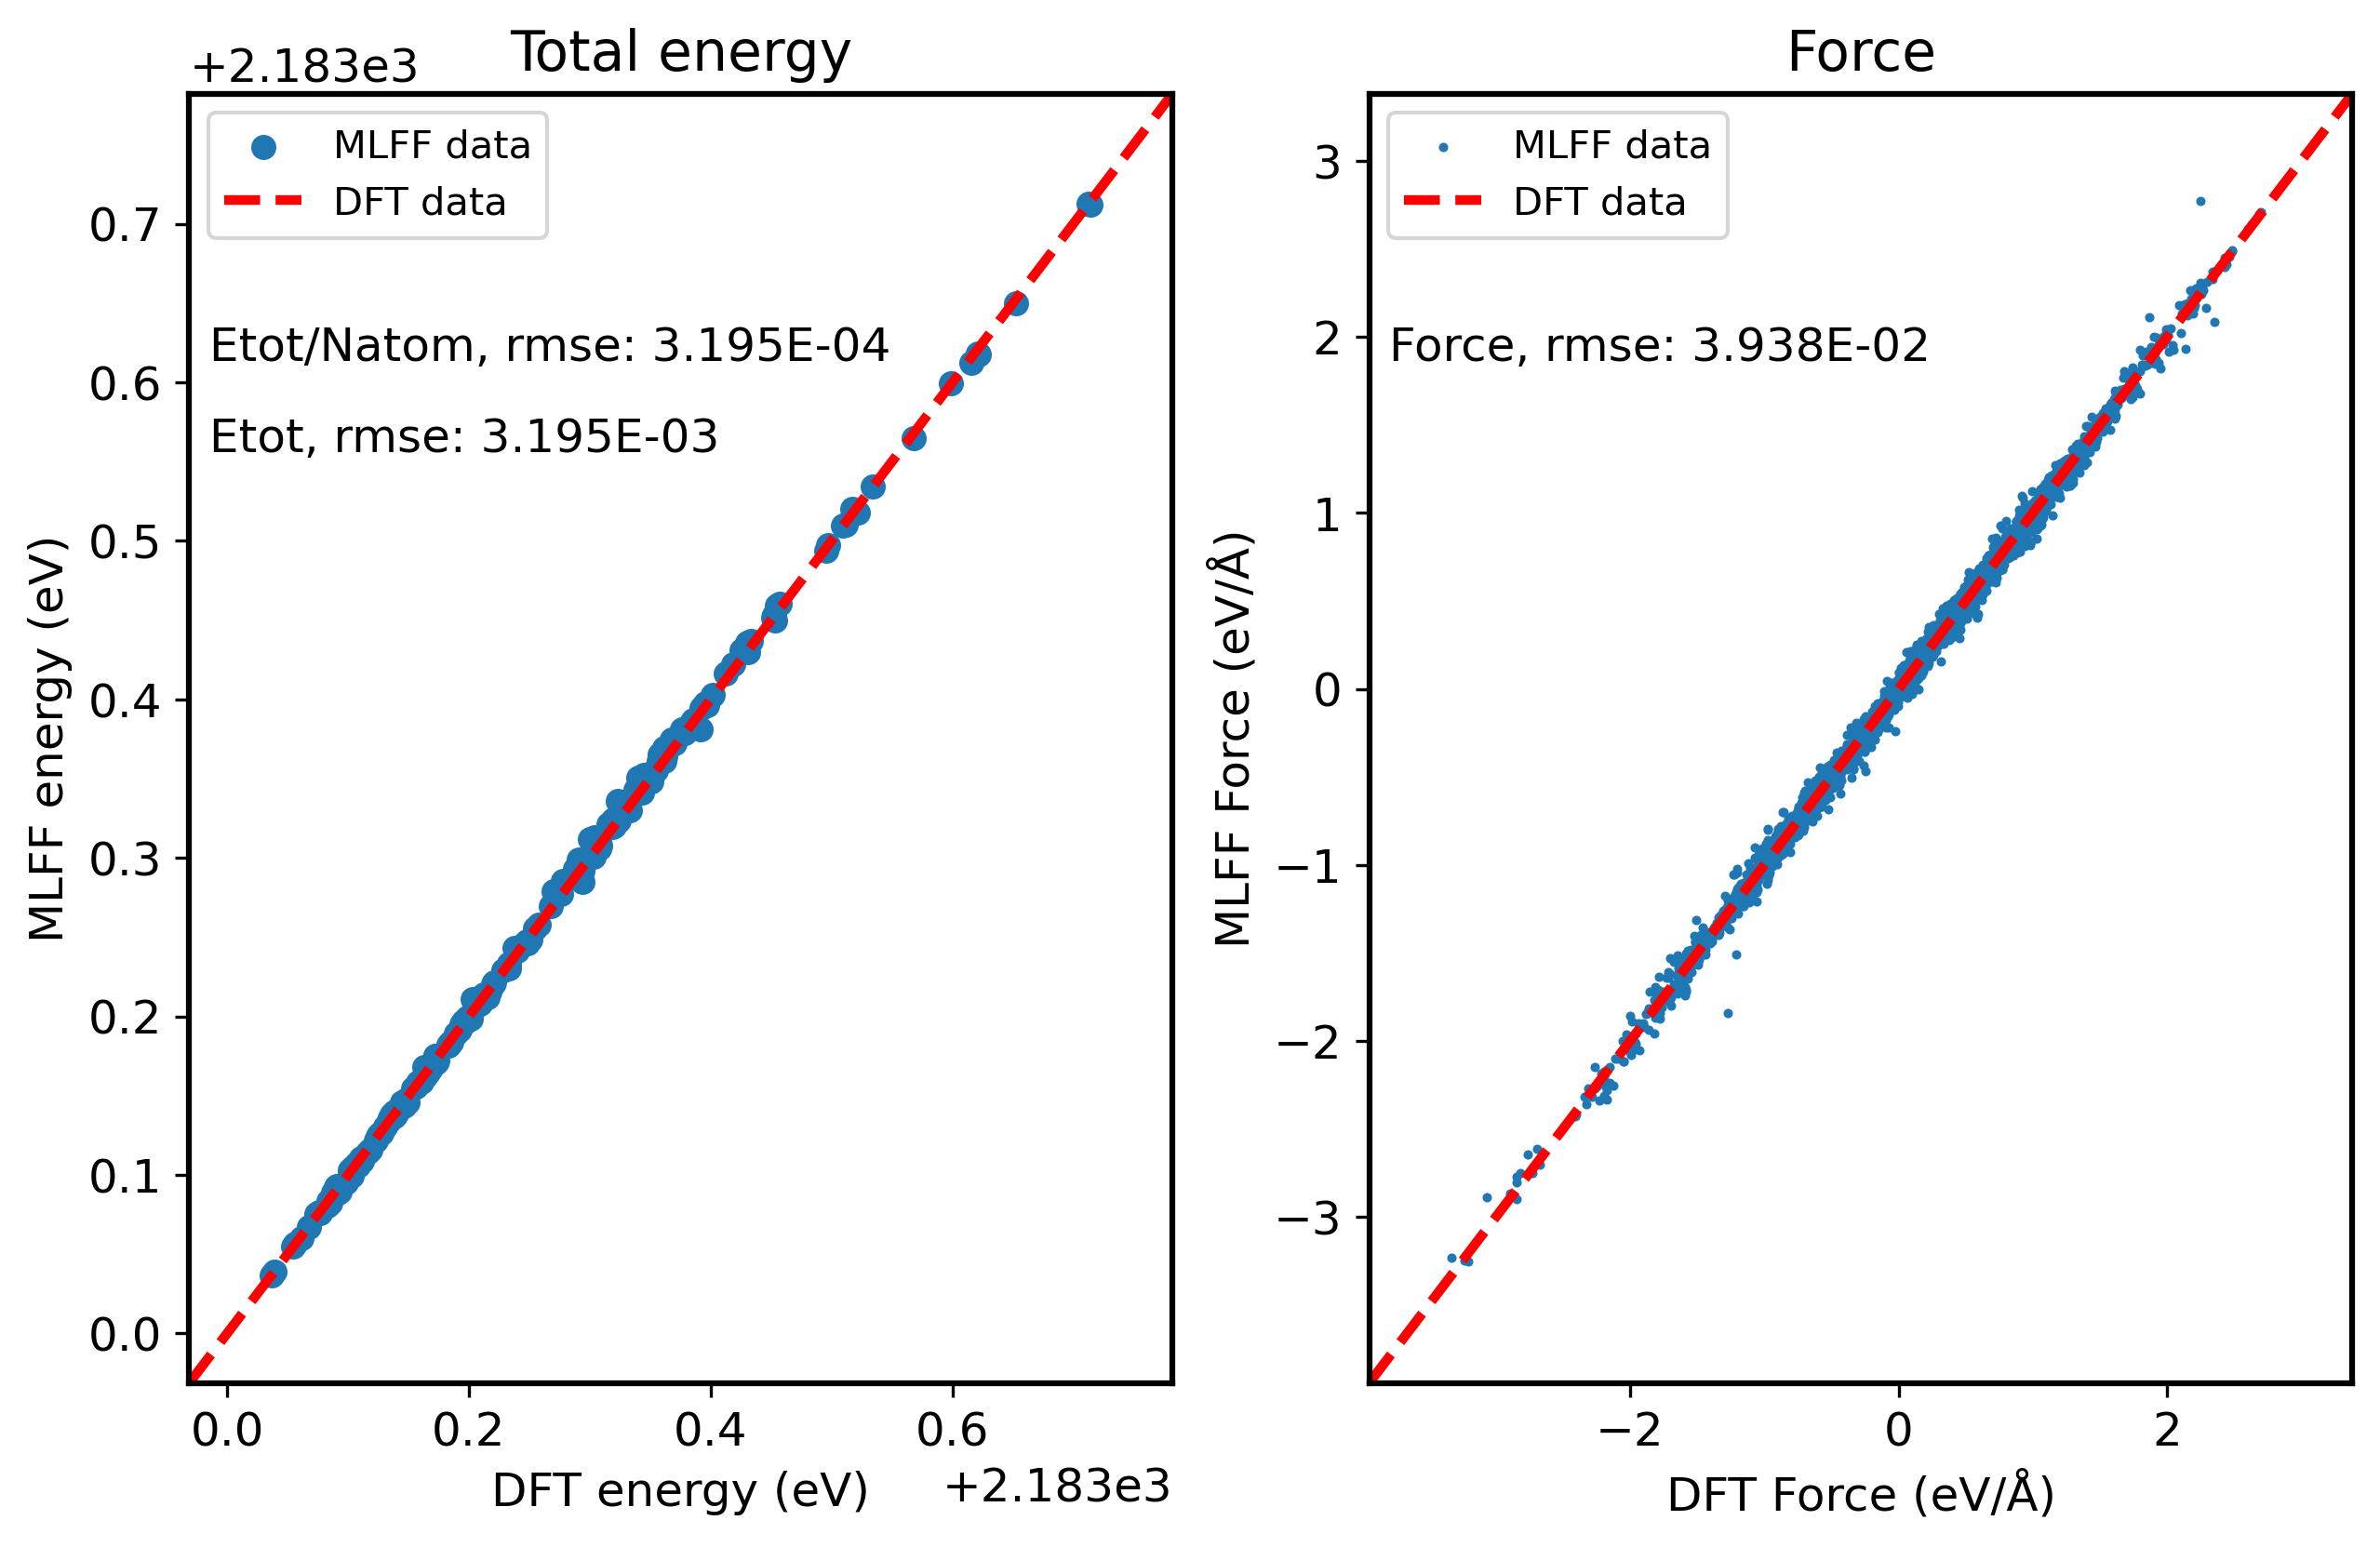 Total energy
+2.183e3
MLFF data
DFT data
Etot/Natom, rmse: 3.195E-04
Etot, rmse: 3.195E-03
MLFF energy (eV)
0.7
0.6
0.5
0.4
0.3
0.2
0.1
0.0
0.0 0.2 0.4 0.6
DFT energy (eV)
+2.183e3
Force
MLFF data
DFT data
Force, rmse: 3.938E-02
MLFF Force (eV/Å)
3
2
1
0
−1
−2
−3
−2 0 2
DFT Force (eV/Å)